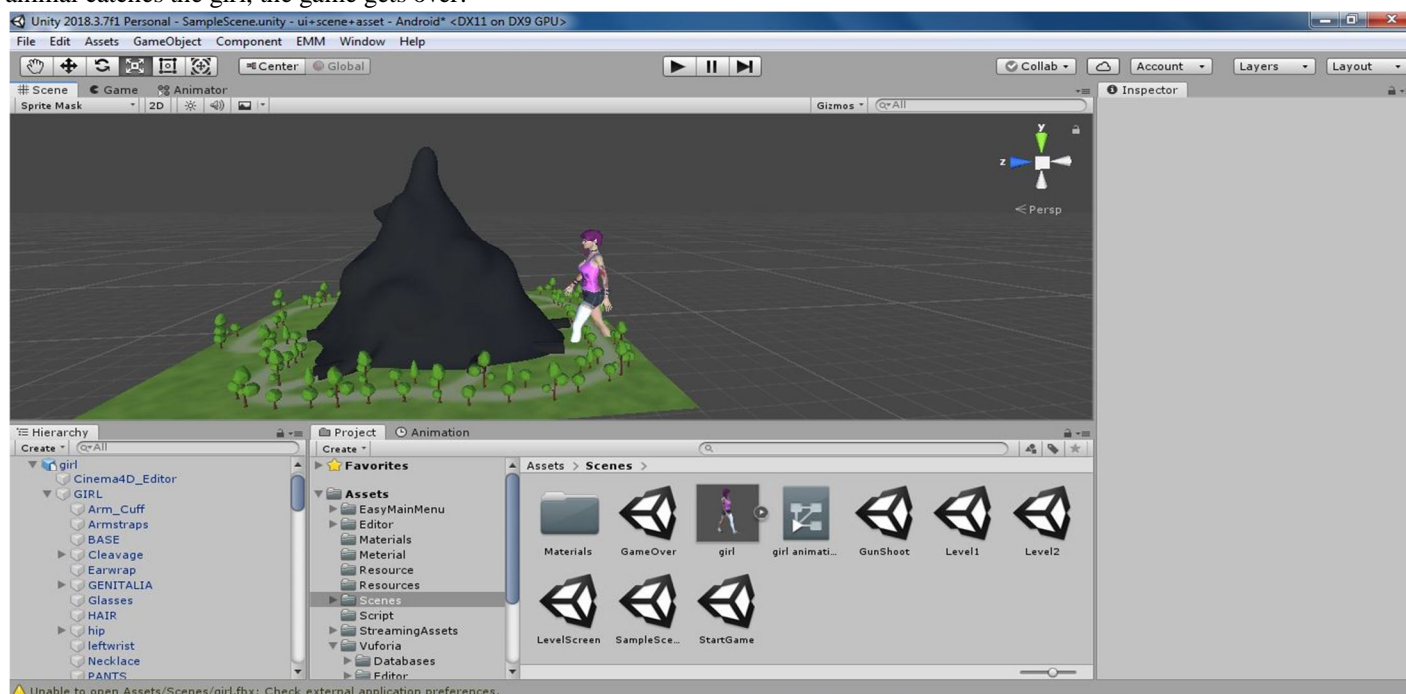 animal catches the girl, the game gets over.
Unity 2018.3.7f1 Personal - SampleScene.unity - ui+scene+asset - Android* <DX11 on DX9 GPU>
File Edit Assets GameObject Component EMM Window Help
Center Global Collab Account Layers Layout
Scene Game Animator Inspector
Sprite Mask 2D Gizmos All
y
z
Persp
Hierarchy Project Animation
Create All Create
girl
Cinema4D_Editor
GIRL
Arm_Cuff
Armstraps
BASE
Cleavage
Earwrap
GENITALIA
Glasses
HAIR
hip
leftwrist
Necklace
PANTS
Favorites
Assets
EasyMainMenu
Editor
Materials
Meterial
Resource
Resources
Scenes
Script
StreamingAssets
Vuforia
Databases
Editor
Assets > Scenes >
Materials GameOver girl girl animati... GunShoot Level1 Level2
LevelScreen SampleSce... StartGame
Unable to open Assets/Scenes/girl.fbx: Check external application preferences.